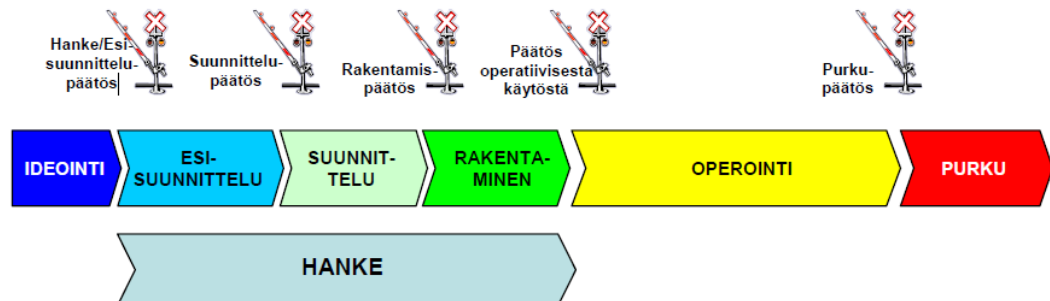 Hanke/Esi-
suunnittelu-
päätös
Suunnittelu-
päätös
Rakentamis-
päätös
Päätös
operatiivisesta
käytöstä
Purku-
päätös
IDEOINTI
ESI-
SUUNNITTELU
SUUNNIT-
TELU
RAKENTA-
MINEN
OPEROINTI
PURKU
HANKE